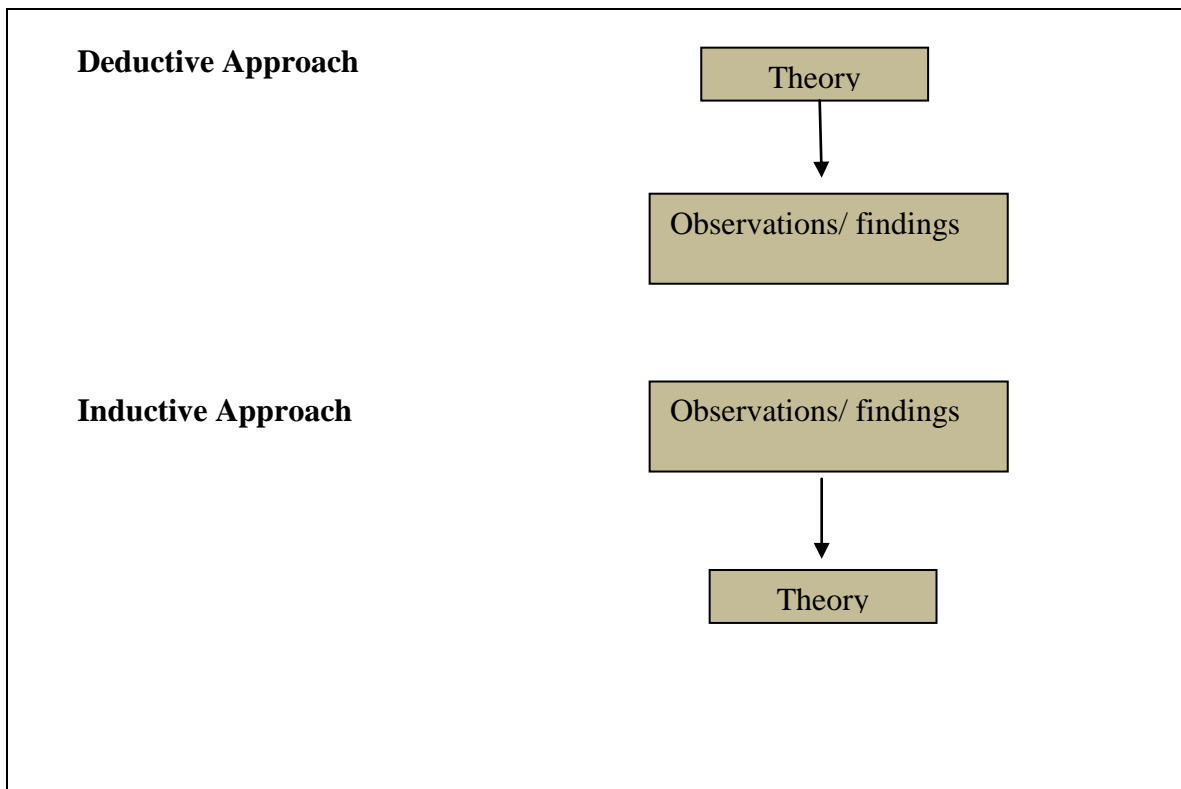 Deductive Approach
Theory
Observations/ findings
Inductive Approach
Observations/ findings
Theory